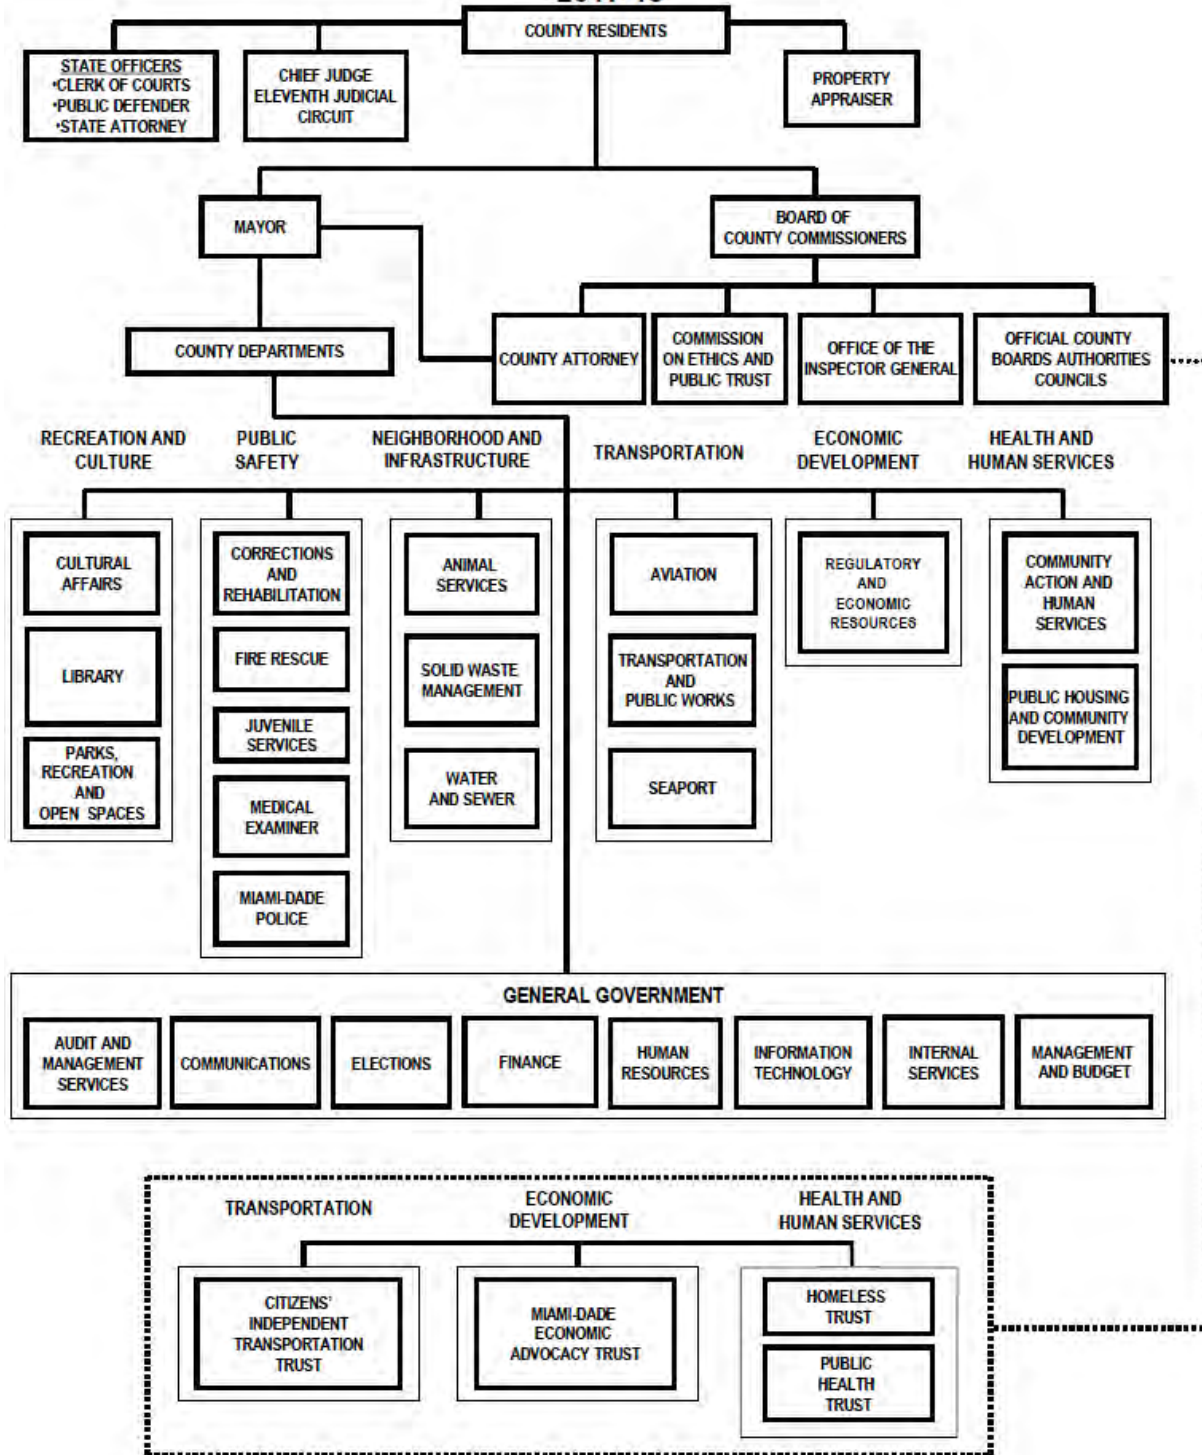 COUNTY RESIDENTS
STATE OFFICERS
•CLERK OF COURTS
•PUBLIC DEFENDER
•STATE ATTORNEY
CHIEF JUDGE
ELEVENTH JUDICIAL
CIRCUIT
PROPERTY
APPRAISER
MAYOR
BOARD OF
COUNTY COMMISSIONERS
COUNTY DEPARTMENTS
COUNTY ATTORNEY
COMMISSION
ON ETHICS AND
PUBLIC TRUST
OFFICE OF THE
INSPECTOR GENERAL
OFFICIAL COUNTY
BOARDS AUTHORITIES
COUNCILS
RECREATION AND
CULTURE
PUBLIC
SAFETY
NEIGHBORHOOD AND
INFRASTRUCTURE
TRANSPORTATION
ECONOMIC
DEVELOPMENT
HEALTH AND
HUMAN SERVICES
CULTURAL
AFFAIRS
LIBRARY
PARKS,
RECREATION
AND
OPEN SPACES
CORRECTIONS
AND
REHABILITATION
FIRE RESCUE
JUVENILE
SERVICES
MEDICAL
EXAMINER
MIAMI-DADE
POLICE
ANIMAL
SERVICES
SOLID WASTE
MANAGEMENT
WATER
AND SEWER
AVIATION
TRANSPORTATION
AND
PUBLIC WORKS
SEAPORT
REGULATORY
AND
ECONOMIC
RESOURCES
COMMUNITY
ACTION AND
HUMAN
SERVICES
PUBLIC HOUSING
AND COMMUNITY
DEVELOPMENT
GENERAL GOVERNMENT
AUDIT AND
MANAGEMENT
SERVICES
COMMUNICATIONS
ELECTIONS
FINANCE
HUMAN
RESOURCES
INFORMATION
TECHNOLOGY
INTERNAL
SERVICES
MANAGEMENT
AND BUDGET
TRANSPORTATION
ECONOMIC
DEVELOPMENT
HEALTH AND
HUMAN SERVICES
CITIZENS'
INDEPENDENT
TRANSPORTATION
TRUST
MIAMI-DADE
ECONOMIC
ADVOCACY TRUST
HOMELESS
TRUST
PUBLIC
HEALTH
TRUST